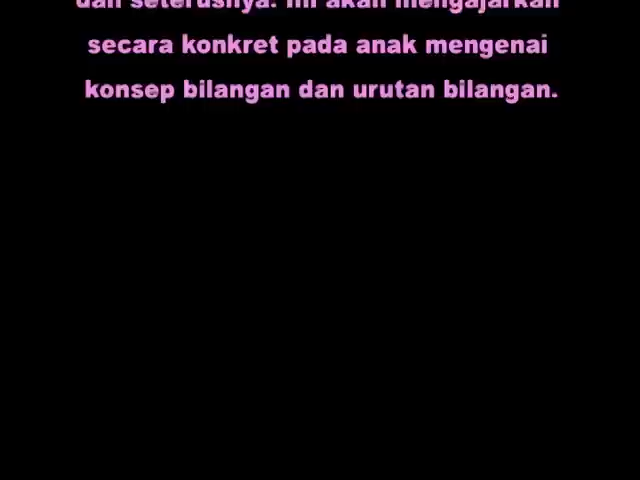 dan seterusnya. Ini akan mengajarkan
secara konkret pada anak mengenai
konsep bilangan dan urutan bilangan.